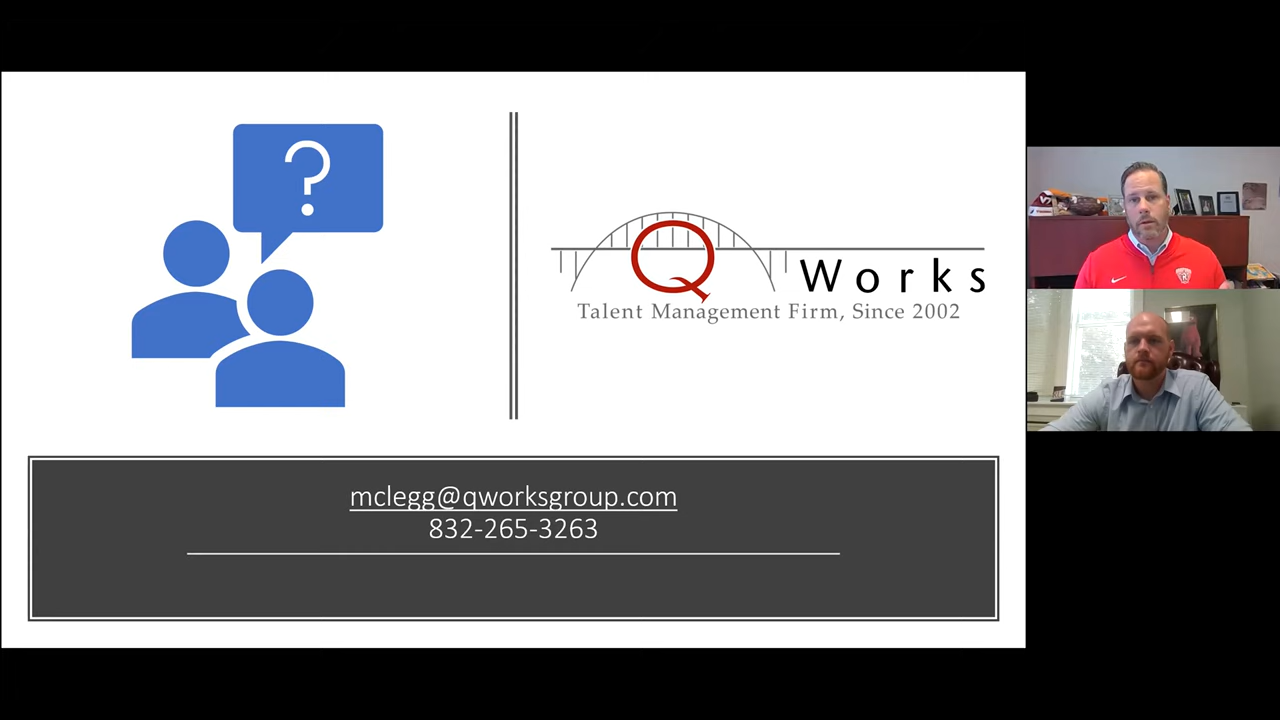 ?
Q Works
Talent Management Firm, Since 2002
mclegg@qworksgroup.com
832-265-3263